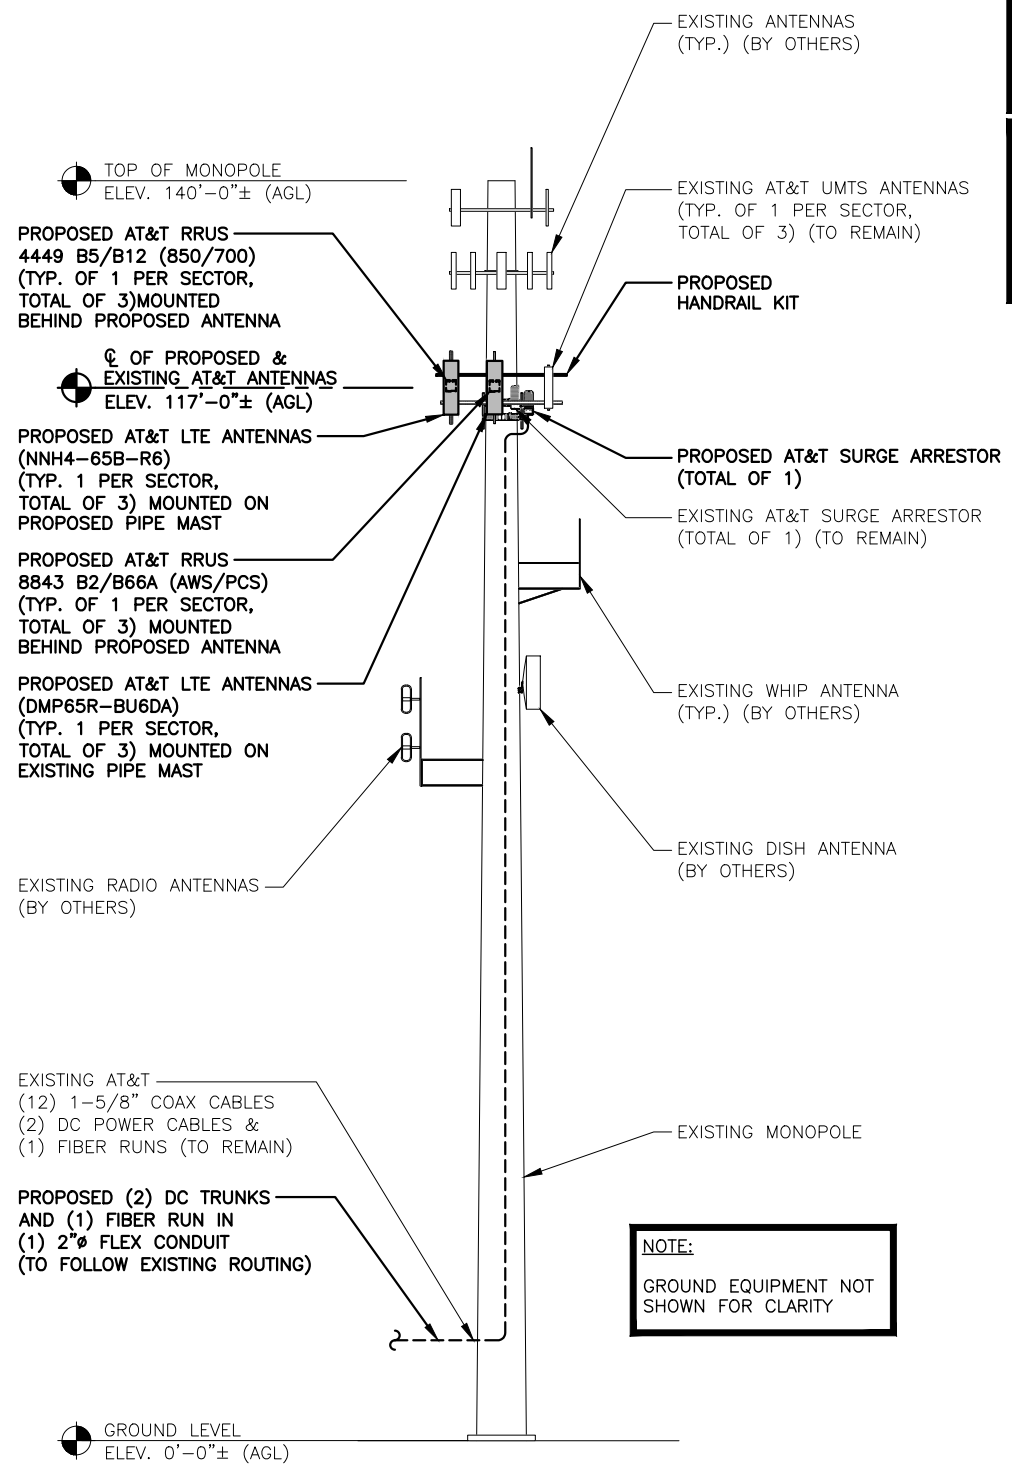 EXISTING ANTENNAS
(TYP.) (BY OTHERS)
TOP OF MONOPOLE
ELEV. 140'-0"± (AGL)
EXISTING AT&T UMTS ANTENNAS
(TYP. OF 1 PER SECTOR,
TOTAL OF 3) (TO REMAIN)
PROPOSED AT&T RRUS
4449 B5/B12 (850/700)
(TYP. OF 1 PER SECTOR,
TOTAL OF 3)MOUNTED
BEHIND PROPOSED ANTENNA
PROPOSED
HANDRAIL KIT
℄ OF PROPOSED &
EXISTING AT&T ANTENNAS
ELEV. 117'-0"± (AGL)
PROPOSED AT&T LTE ANTENNAS
(NNH4-65B-R6)
(TYP. 1 PER SECTOR,
TOTAL OF 3) MOUNTED ON
PROPOSED PIPE MAST
PROPOSED AT&T SURGE ARRESTOR
(TOTAL OF 1)
EXISTING AT&T SURGE ARRESTOR
(TOTAL OF 1) (TO REMAIN)
PROPOSED AT&T RRUS
8843 B2/B66A (AWS/PCS)
(TYP. OF 1 PER SECTOR,
TOTAL OF 3) MOUNTED
BEHIND PROPOSED ANTENNA
PROPOSED AT&T LTE ANTENNAS
(DMP65R-BU6DA)
(TYP. 1 PER SECTOR,
TOTAL OF 3) MOUNTED ON
EXISTING PIPE MAST
EXISTING WHIP ANTENNA
(TYP.) (BY OTHERS)
EXISTING DISH ANTENNA
(BY OTHERS)
EXISTING RADIO ANTENNAS
(BY OTHERS)
EXISTING AT&T
(12) 1-5/8" COAX CABLES
(2) DC POWER CABLES &
(1) FIBER RUNS (TO REMAIN)
EXISTING MONOPOLE
PROPOSED (2) DC TRUNKS
AND (1) FIBER RUN IN
(1) 2"ø FLEX CONDUIT
(TO FOLLOW EXISTING ROUTING)
NOTE:
GROUND EQUIPMENT NOT
SHOWN FOR CLARITY
GROUND LEVEL
ELEV. 0'-0"± (AGL)